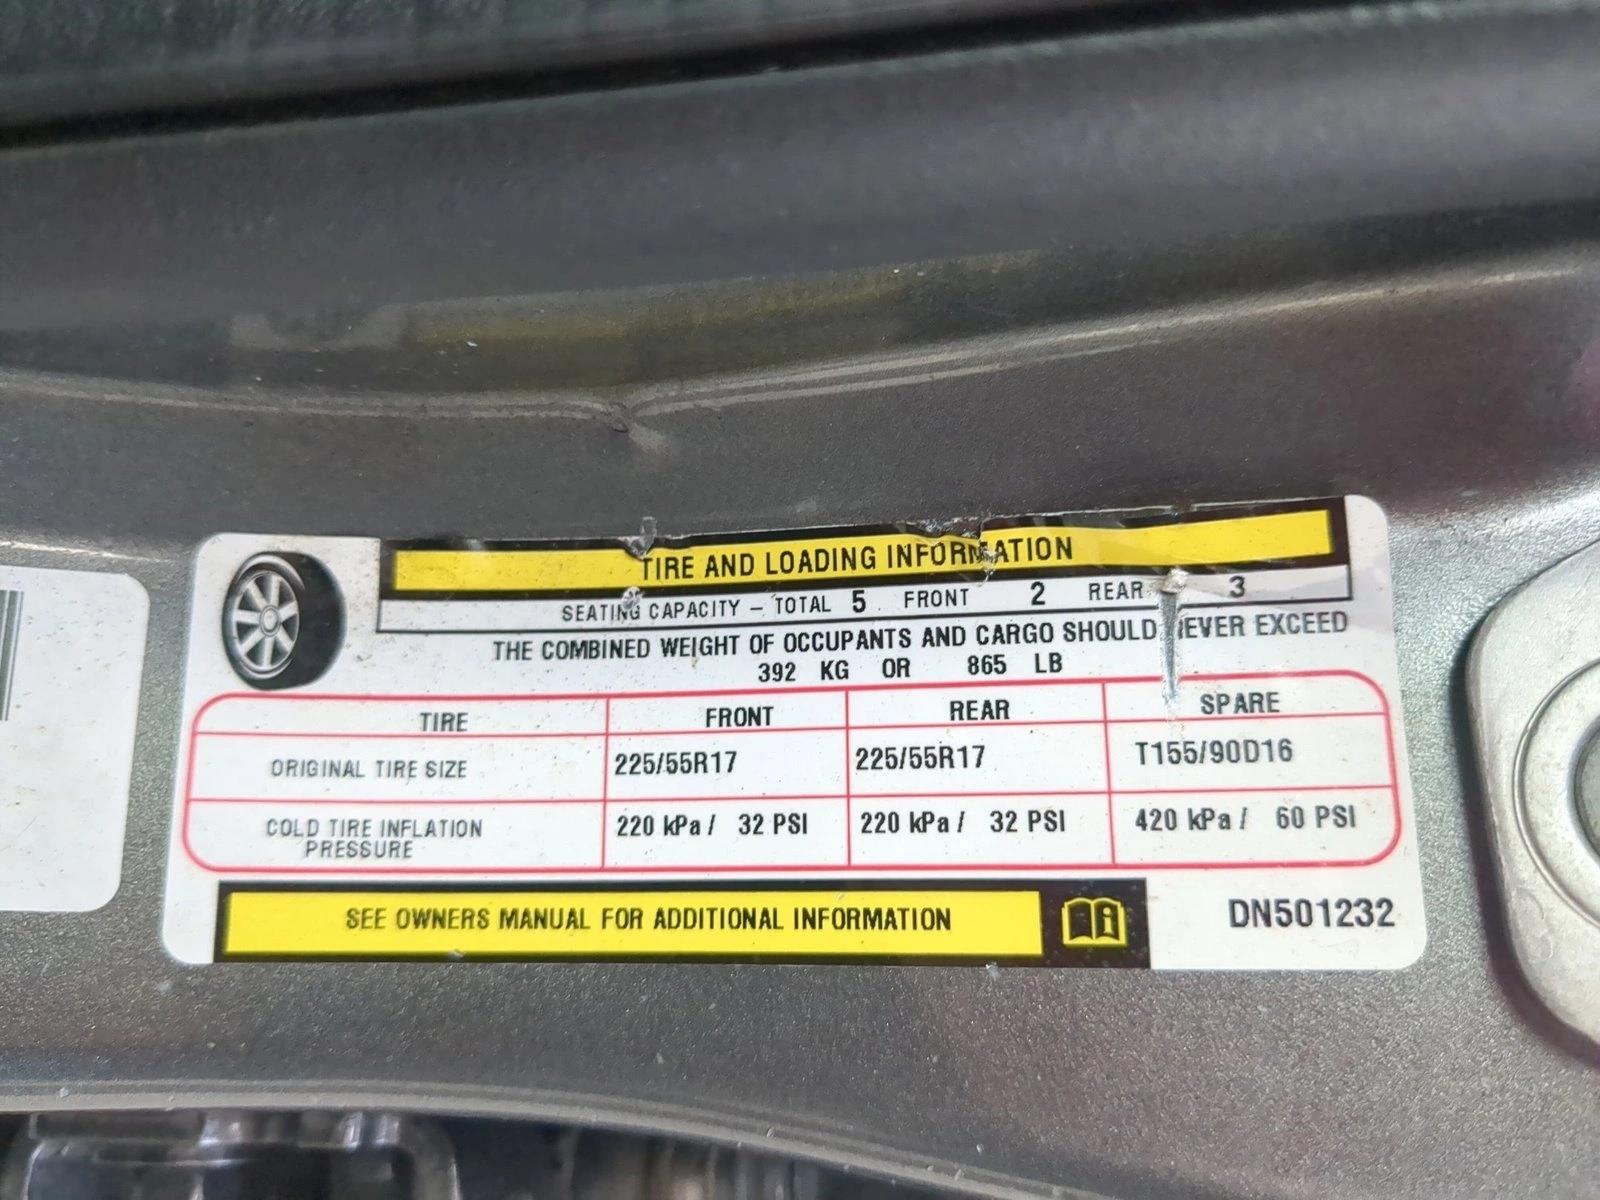 TIRE AND LOADING INFORMATION
SEATING CAPACITY – TOTAL 5 FRONT 2 REAR 3
THE COMBINED WEIGHT OF OCCUPANTS AND CARGO SHOULD NEVER EXCEED
392 KG OR 865 LB
TIRE FRONT REAR SPARE
ORIGINAL TIRE SIZE 225/55R17 225/55R17 T155/90D16
COLD TIRE INFLATION PRESSURE 220 kPa / 32 PSI 220 kPa / 32 PSI 420 kPa / 60 PSI
SEE OWNERS MANUAL FOR ADDITIONAL INFORMATION
DN501232